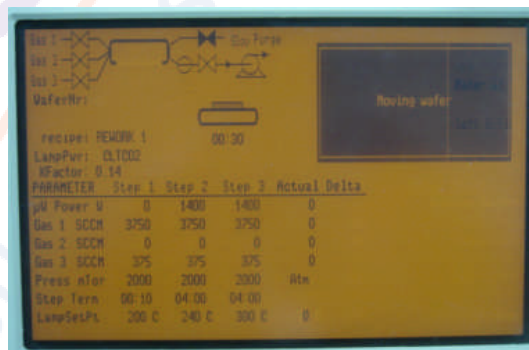 Gas 1
Slow Purge
Gas 2
Gas 3
WaferNr:
Moving wafer
recipe: REWORK 1
00:30
LampPwr: CLTC02
XFactor: 0.14
PARAMETER Step 1 Step 2 Step 3 Actual Delta
µW Power W 0 1400 1400 0
Gas 1 SCCM 3750 3750 3750 0
Gas 2 SCCM 0 0 0 0
Gas 3 SCCM 375 375 375 0
Press mTor 2000 2000 2000 Atm
Step Term 00:10 04:00 04:00
LampSetPt 200 C 240 C 300 C 0